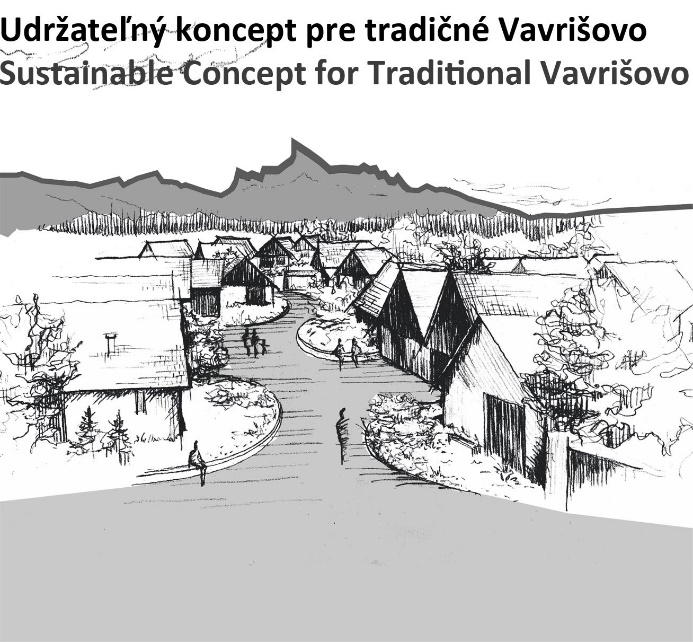 Udržateľný koncept pre tradičné Vavrišovo
Sustainable Concept for Traditional Vavrišovo